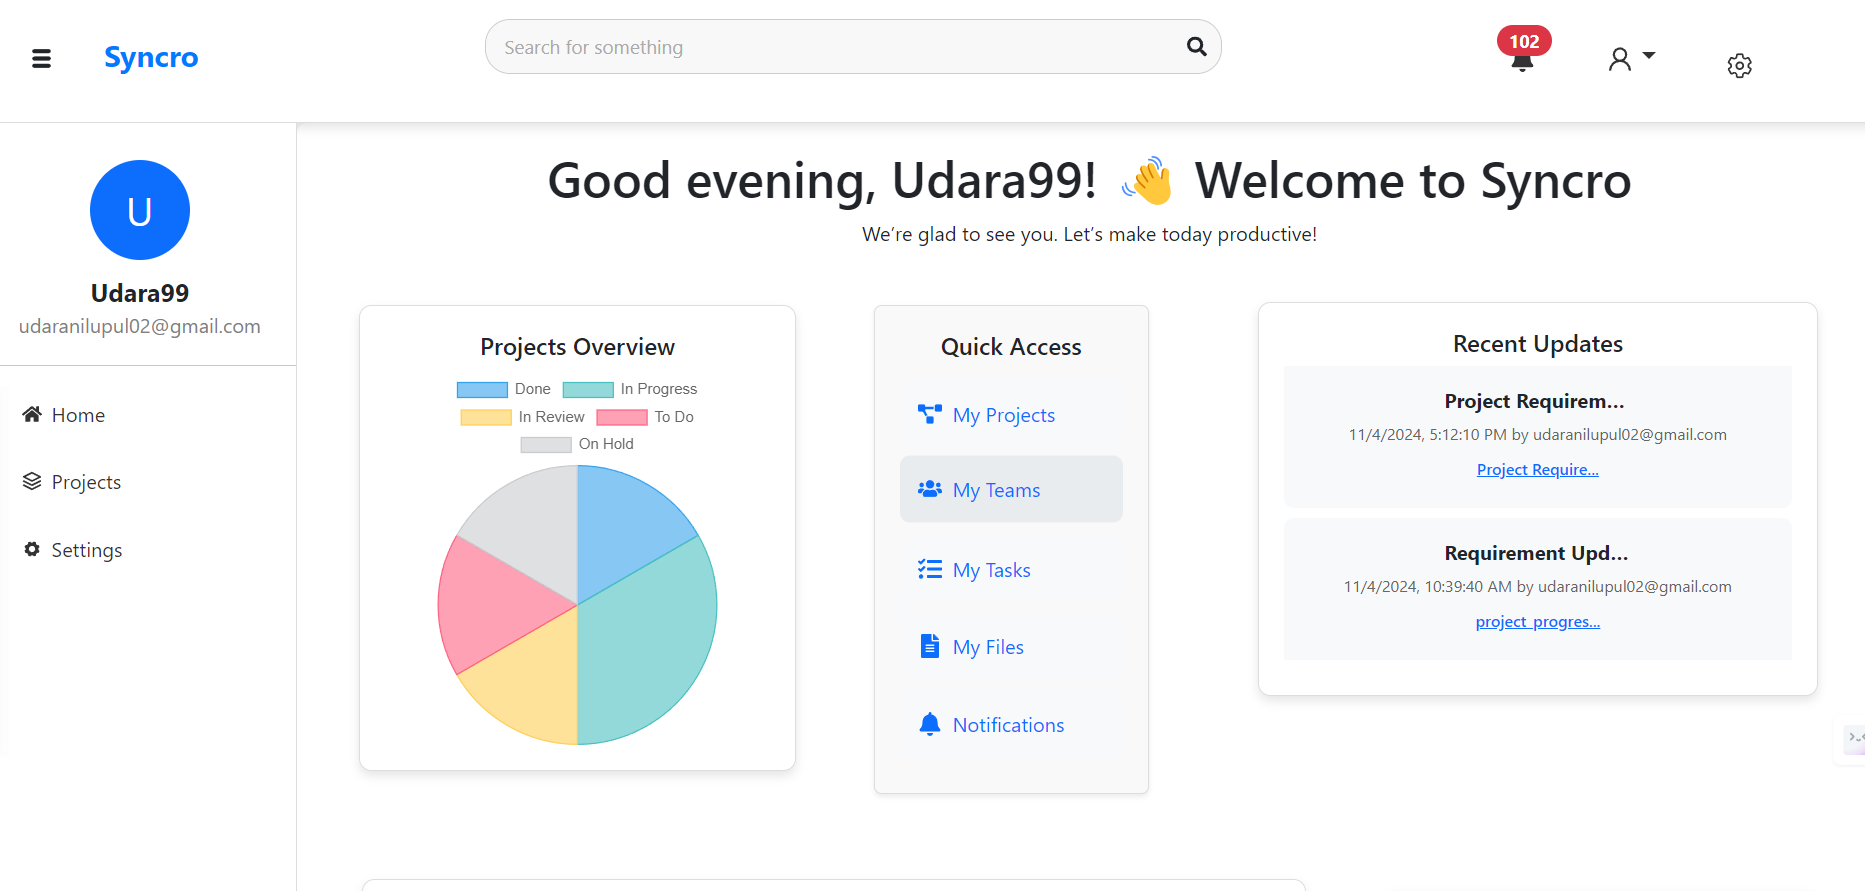 Syncro
Search for something
102
U
Udara99
udaranilupul02@gmail.com
Home
Projects
Settings
Good evening, Udara99! 👋 Welcome to Syncro
We’re glad to see you. Let’s make today productive!
Projects Overview
Done In Progress
In Review To Do
On Hold
Quick Access
My Projects
My Teams
My Tasks
My Files
Notifications
Recent Updates
Project Requirem...
11/4/2024, 5:12:10 PM by udaranilupul02@gmail.com
Project Require...
Requirement Upd...
11/4/2024, 10:39:40 AM by udaranilupul02@gmail.com
project_progres...